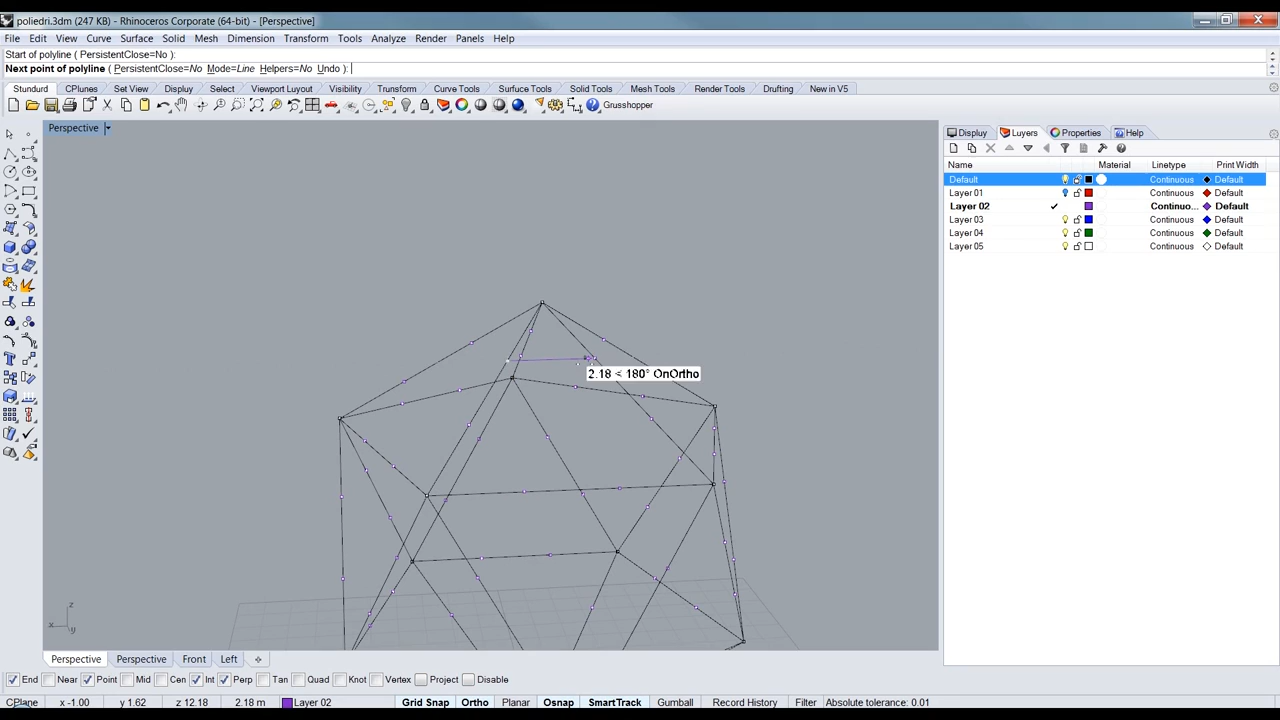 poliedri.3dm (247 KB) - Rhinoceros Corporate (64-bit) - [Perspective]
File Edit View Curve Surface Solid Mesh Dimension Transform Tools Analyze Render Panels Help
Start of polyline ( PersistentClose=No ):
Next point of polyline ( PersistentClose=No Mode=Line Helpers=No Undo ):
Standard CPlanes Set View Display Select Viewport Layout Visibility Transform Curve Tools Surface Tools Solid Tools Mesh Tools Render Tools Drafting New in V5
Grasshopper
Perspective
Display Layers Properties Help
Name Material Linetype Print Width
Default Continuous Default
Layer 01 Continuous Default
Layer 02 Continuo... Default
Layer 03 Continuous Default
Layer 04 Continuous Default
Layer 05 Continuous Default
2.18 < 180° OnOrtho
z
x
y
Perspective Perspective Front Left
End Near Point Mid Cen Int Perp Tan Quad Knot Vertex Project Disable
CPlane x -1.00 y 1.62 z 12.18 2.18 m Layer 02 Grid Snap Ortho Planar Osnap SmartTrack Gumball Record History Filter Absolute tolerance: 0.01